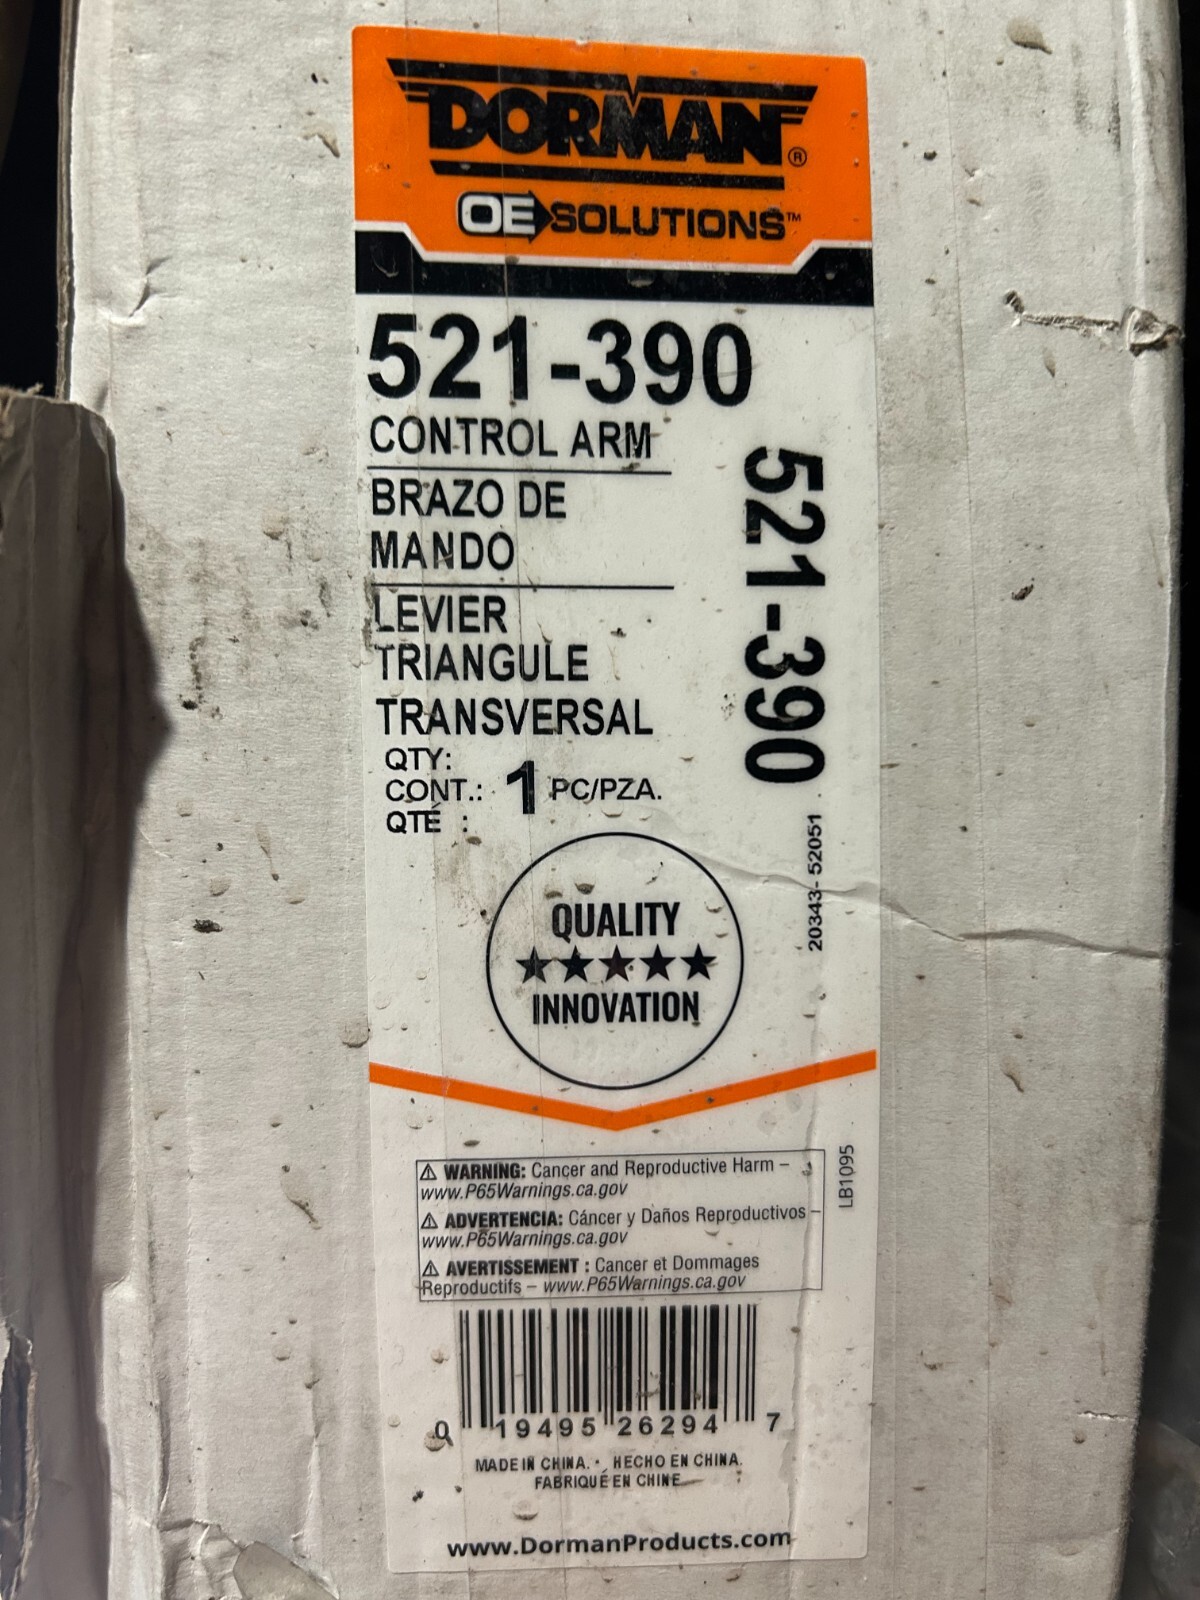 DORMAN®
OE SOLUTIONS™
521-390
CONTROL ARM
BRAZO DE
MANDO
LEVIER
TRIANGULE
TRANSVERSAL
QTY:
CONT.: 1 PC/PZA.
QTÉ :
521-390
20343- 52051
QUALITY
★★★★★
INNOVATION
⚠ WARNING: Cancer and Reproductive Harm –
www.P65Warnings.ca.gov
⚠ ADVERTENCIA: Cáncer y Daños Reproductivos –
www.P65Warnings.ca.gov
⚠ AVERTISSEMENT : Cancer et Dommages
Reproductifs – www.P65Warnings.ca.gov
LB1095
0 19495 26294 7
MADE IN CHINA. · HECHO EN CHINA.
FABRIQUÉ EN CHINE
www.DormanProducts.com